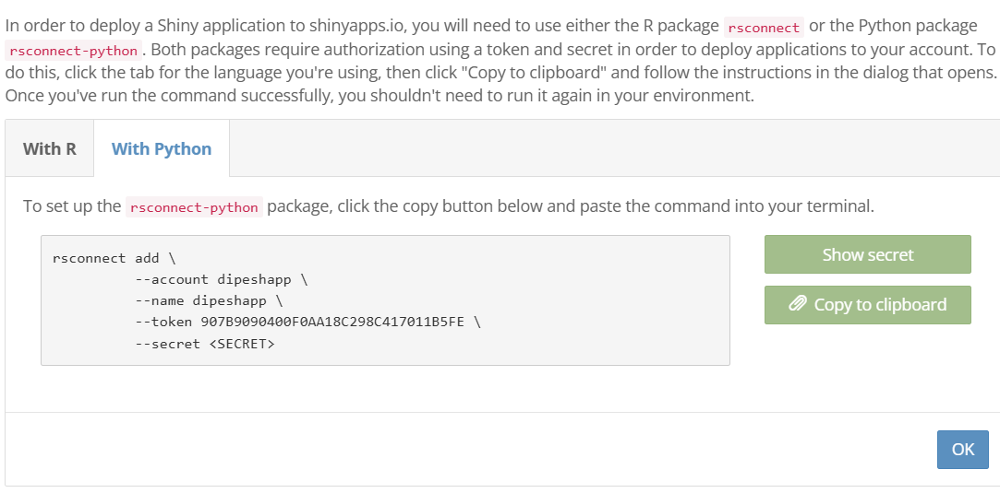 In order to deploy a Shiny application to shinyapps.io, you will need to use either the R package rsconnect or the Python package
rsconnect-python . Both packages require authorization using a token and secret in order to deploy applications to your account. To
do this, click the tab for the language you're using, then click "Copy to clipboard" and follow the instructions in the dialog that opens.
Once you've run the command successfully, you shouldn't need to run it again in your environment.
With R With Python
To set up the rsconnect-python package, click the copy button below and paste the command into your terminal.
rsconnect add \
--account dipeshapp \
--name dipeshapp \
--token 907B9090400F0AA18C298C417011B5FE \
--secret <SECRET>
Show secret
Copy to clipboard
OK